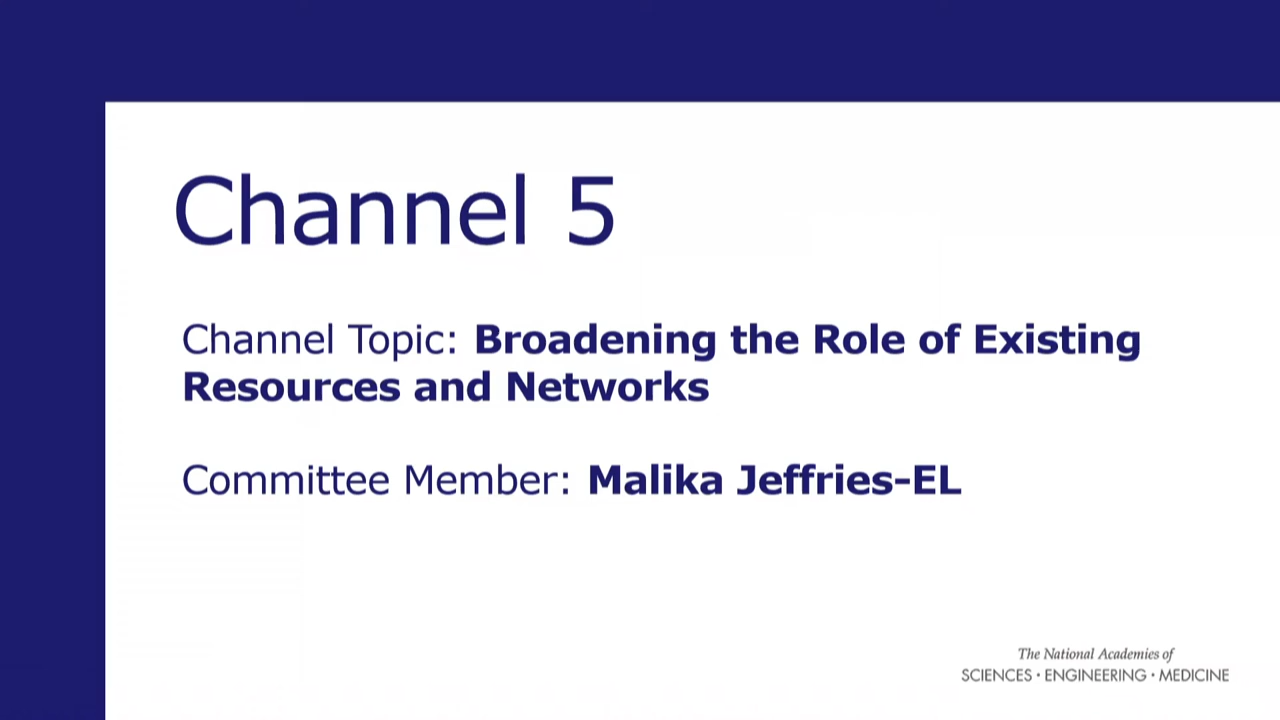 Channel 5
Channel Topic: Broadening the Role of Existing
Resources and Networks
Committee Member: Malika Jeffries-EL
The National Academies of
SCIENCES · ENGINEERING · MEDICINE